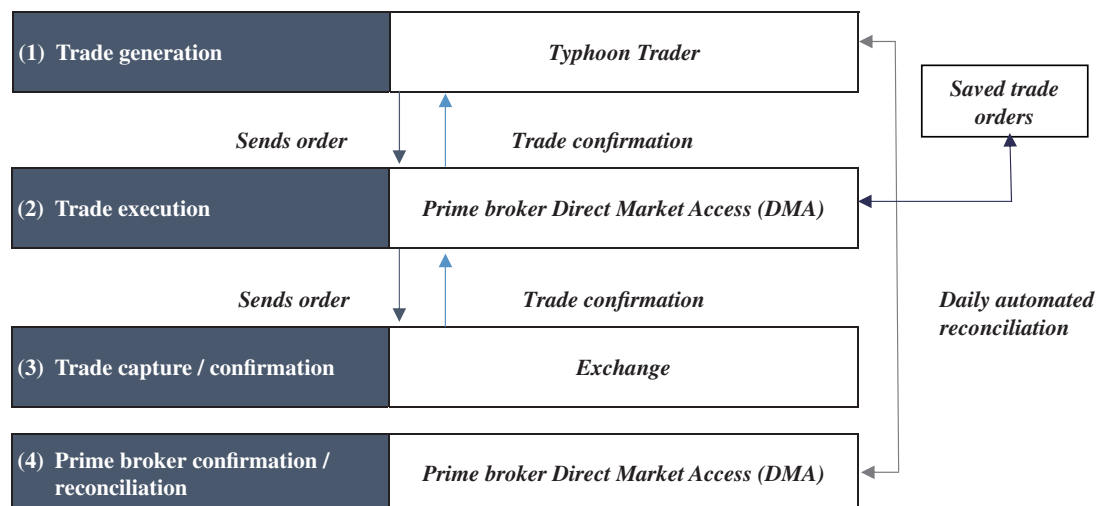 (1) Trade generation
Typhoon Trader
Saved trade
orders
Sends order
Trade confirmation
(2) Trade execution
Prime broker Direct Market Access (DMA)
Sends order
Trade confirmation
Daily automated
reconciliation
(3) Trade capture / confirmation
Exchange
(4) Prime broker confirmation /
reconciliation
Prime broker Direct Market Access (DMA)